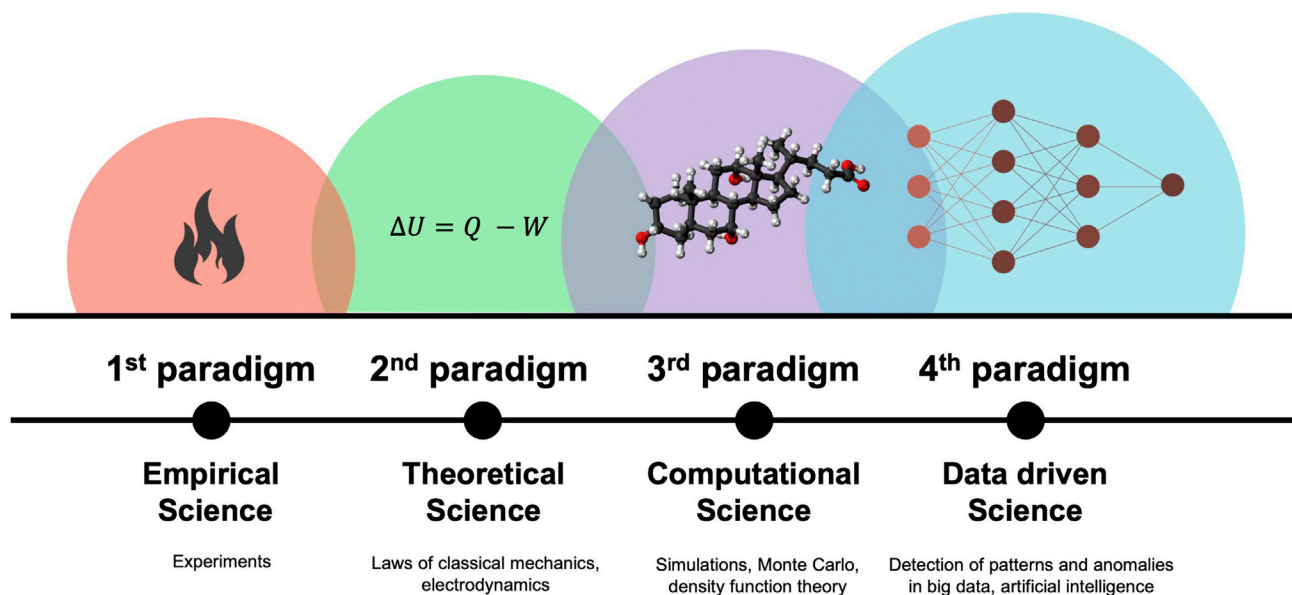 ΔU = Q − W
1st paradigm
2nd paradigm
3rd paradigm
4th paradigm
Empirical
Science
Theoretical
Science
Computational
Science
Data driven
Science
Experiments
Laws of classical mechanics,
electrodynamics
Simulations, Monte Carlo,
density function theory
Detection of patterns and anomalies
in big data, artificial intelligence